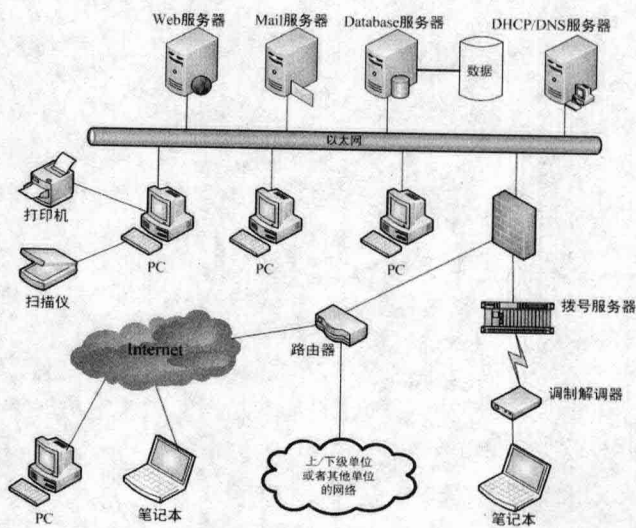 Web服务器
Mail服务器
Database服务器
DHCP/DNS服务器
数据
以太网
打印机
扫描仪
PC
PC
PC
拨号服务器
Internet
路由器
调制解调器
上/下级单位
或者其他单位
的网络
PC
笔记本
笔记本